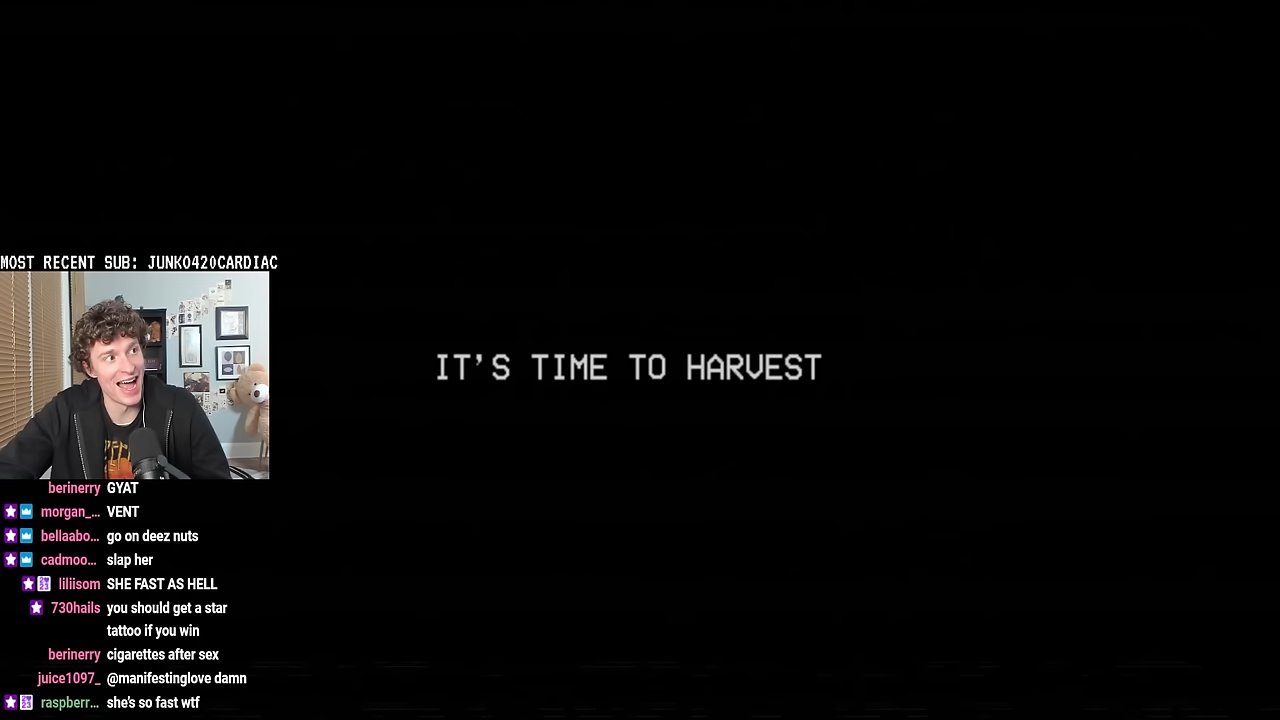 MOST RECENT SUB: JUNKO420CARDIAC
IT'S TIME TO HARVEST
berinerry GYAT
morgan_… VENT
bellaabo… go on deez nuts
cadmoo… slap her
liliisom SHE FAST AS HELL
730hails you should get a star
tattoo if you win
berinerry cigarettes after sex
juice1097_ @manifestinglove damn
raspberr… she's so fast wtf